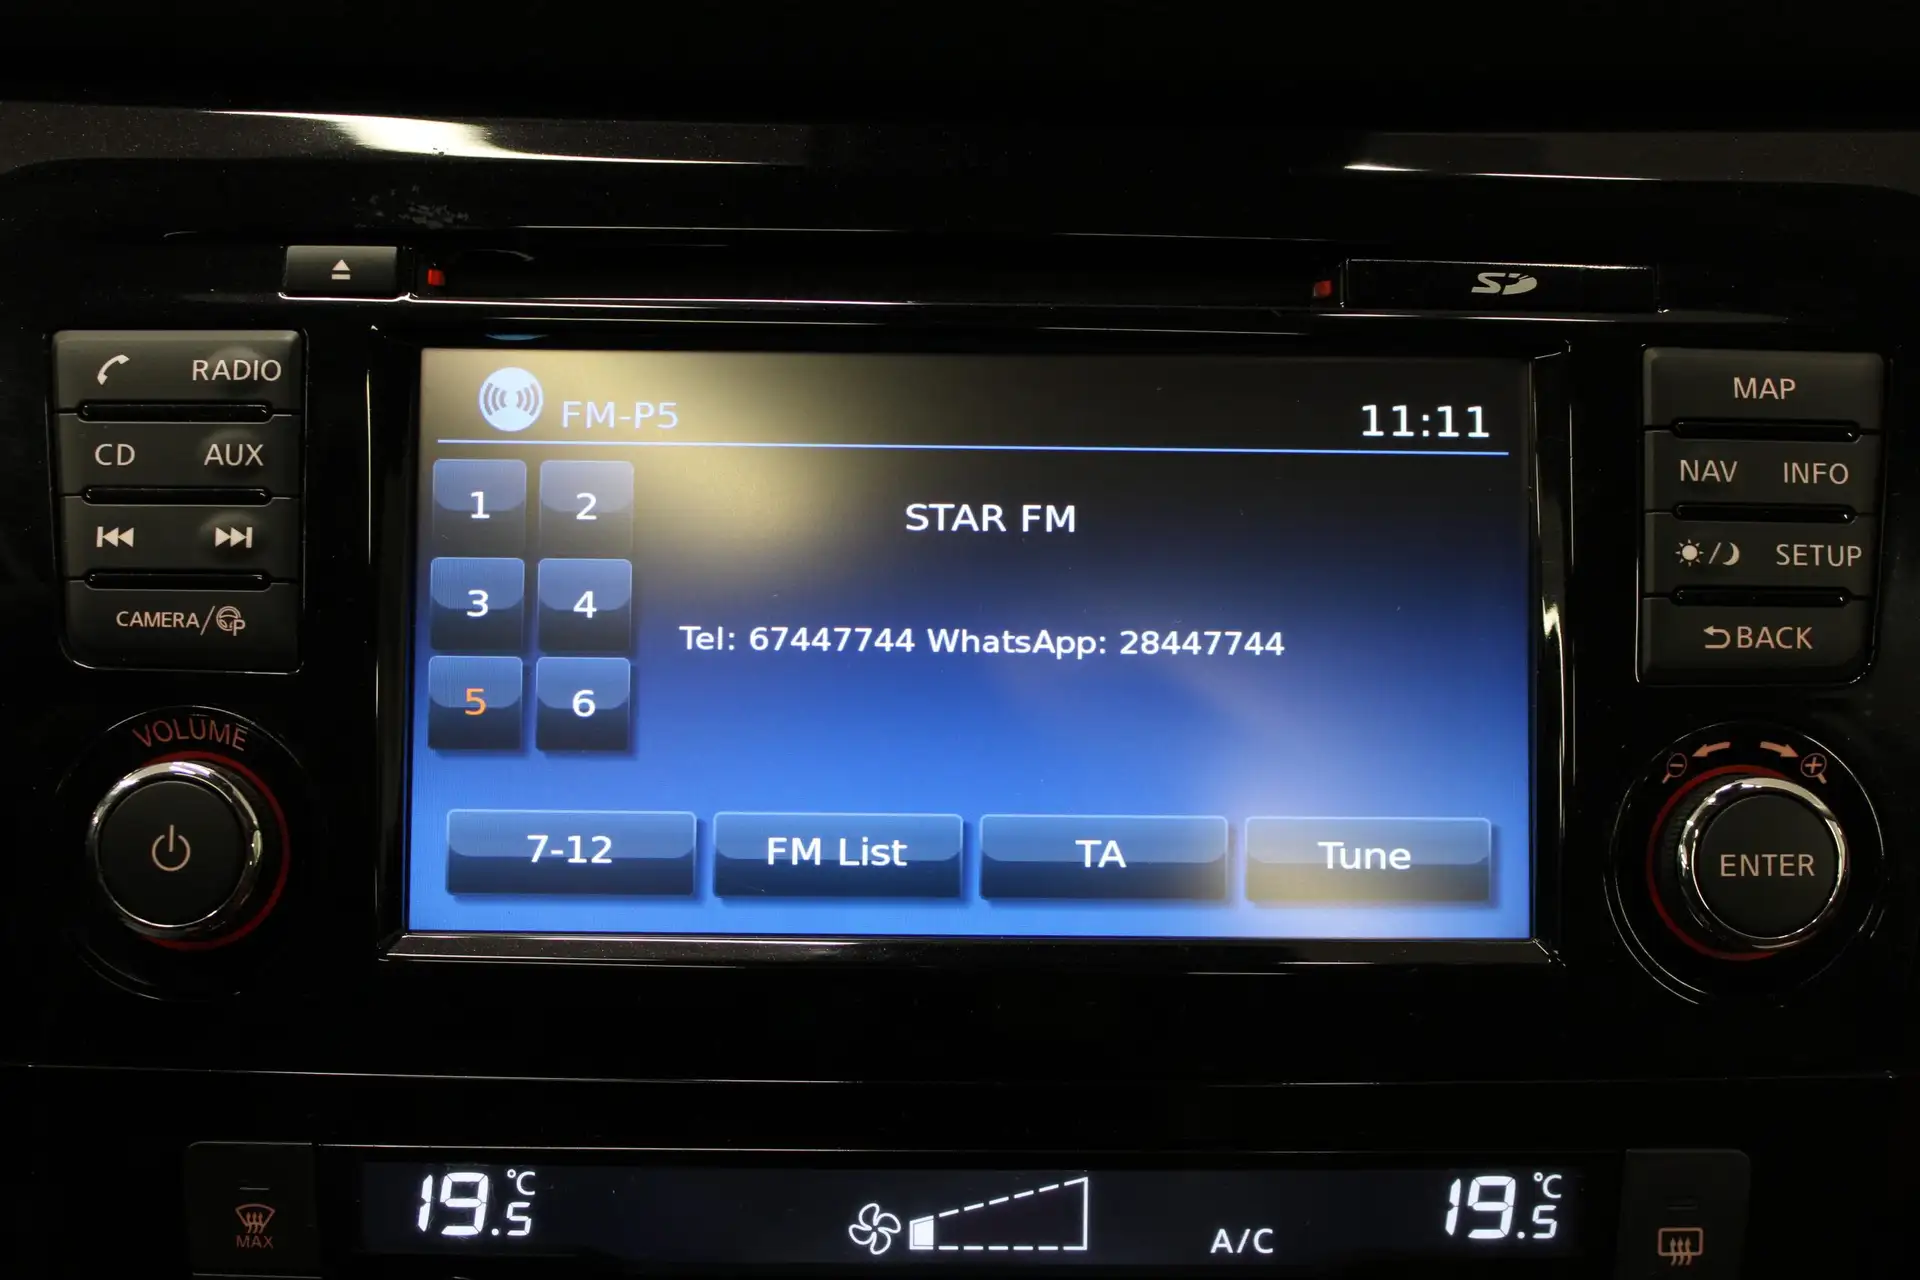 SD
RADIO
CD AUX
CAMERA/P
VOLUME
MAP
NAV INFO
SETUP
BACK
ENTER
FM-P5 11:11
1 2
3 4
5 6
STAR FM
Tel: 67447744 WhatsApp: 28447744
7-12 FM List TA Tune
MAX
19.5 °C
A/C
19.5 °C